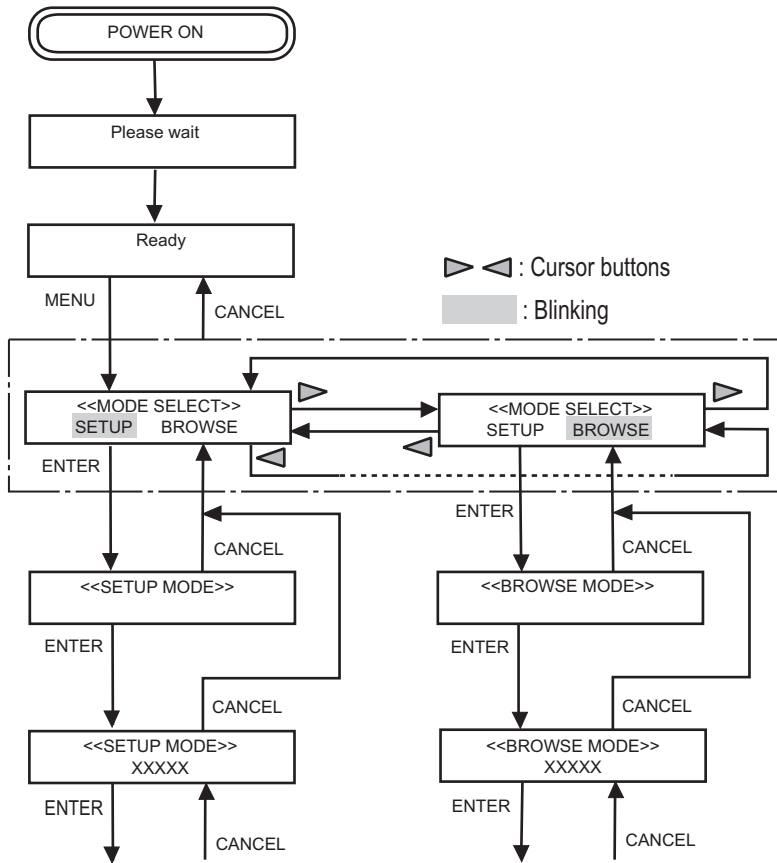 POWER ON
Please wait
Ready
: Cursor buttons
MENU
CANCEL
: Blinking
<<MODE SELECT>>
SETUP BROWSE
<<MODE SELECT>>
SETUP BROWSE
ENTER
CANCEL
ENTER
CANCEL
<<SETUP MODE>>
<<BROWSE MODE>>
ENTER
CANCEL
ENTER
CANCEL
<<SETUP MODE>>
XXXXX
<<BROWSE MODE>>
XXXXX
ENTER
CANCEL
ENTER
CANCEL